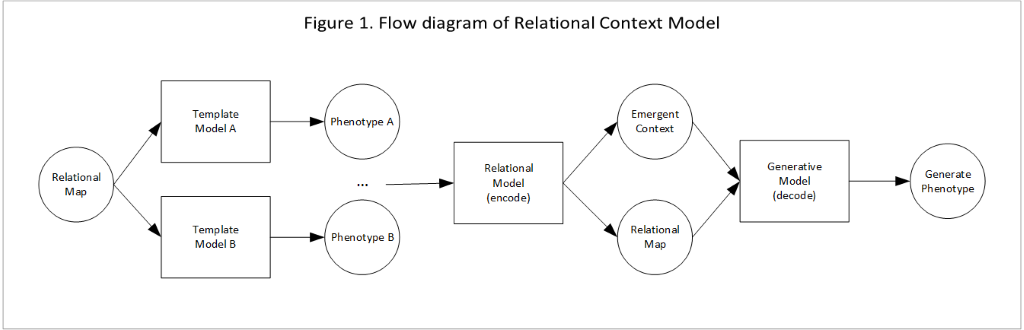 Figure 1. Flow diagram of Relational Context Model
Relational
Map
Template
Model A
Phenotype A
Template
Model B
Phenotype B
...
Relational
Model
(encode)
Emergent
Context
Relational
Map
Generative
Model
(decode)
Generate
Phenotype